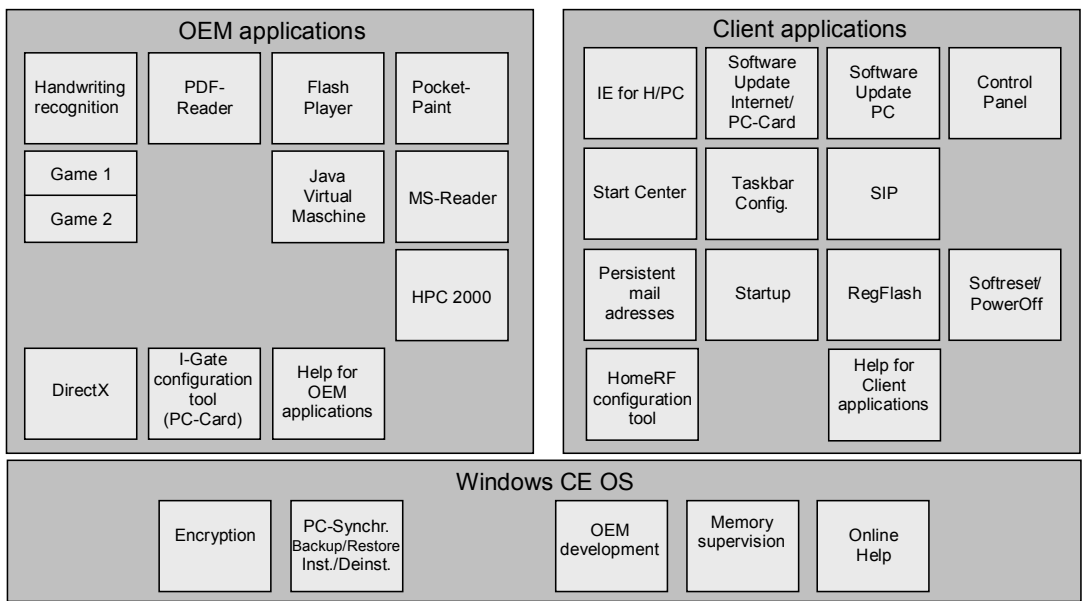 OEM applications
Handwriting
recognition
PDF-
Reader
Flash
Player
Pocket-
Paint
Game 1
Game 2
Java
Virtual
Maschine
MS-Reader
HPC 2000
DirectX
I-Gate
configuration
tool
(PC-Card)
Help for
OEM
applications
Client applications
IE for H/PC
Software
Update
Internet/
PC-Card
Software
Update
PC
Control
Panel
Start Center
Taskbar
Config.
SIP
Persistent
mail
adresses
Startup
RegFlash
Softreset/
PowerOff
HomeRF
configuration
tool
Help for
Client
applications
Windows CE OS
Encryption
PC-Synchr.
Backup/Restore
Inst./Deinst.
OEM
development
Memory
supervision
Online
Help